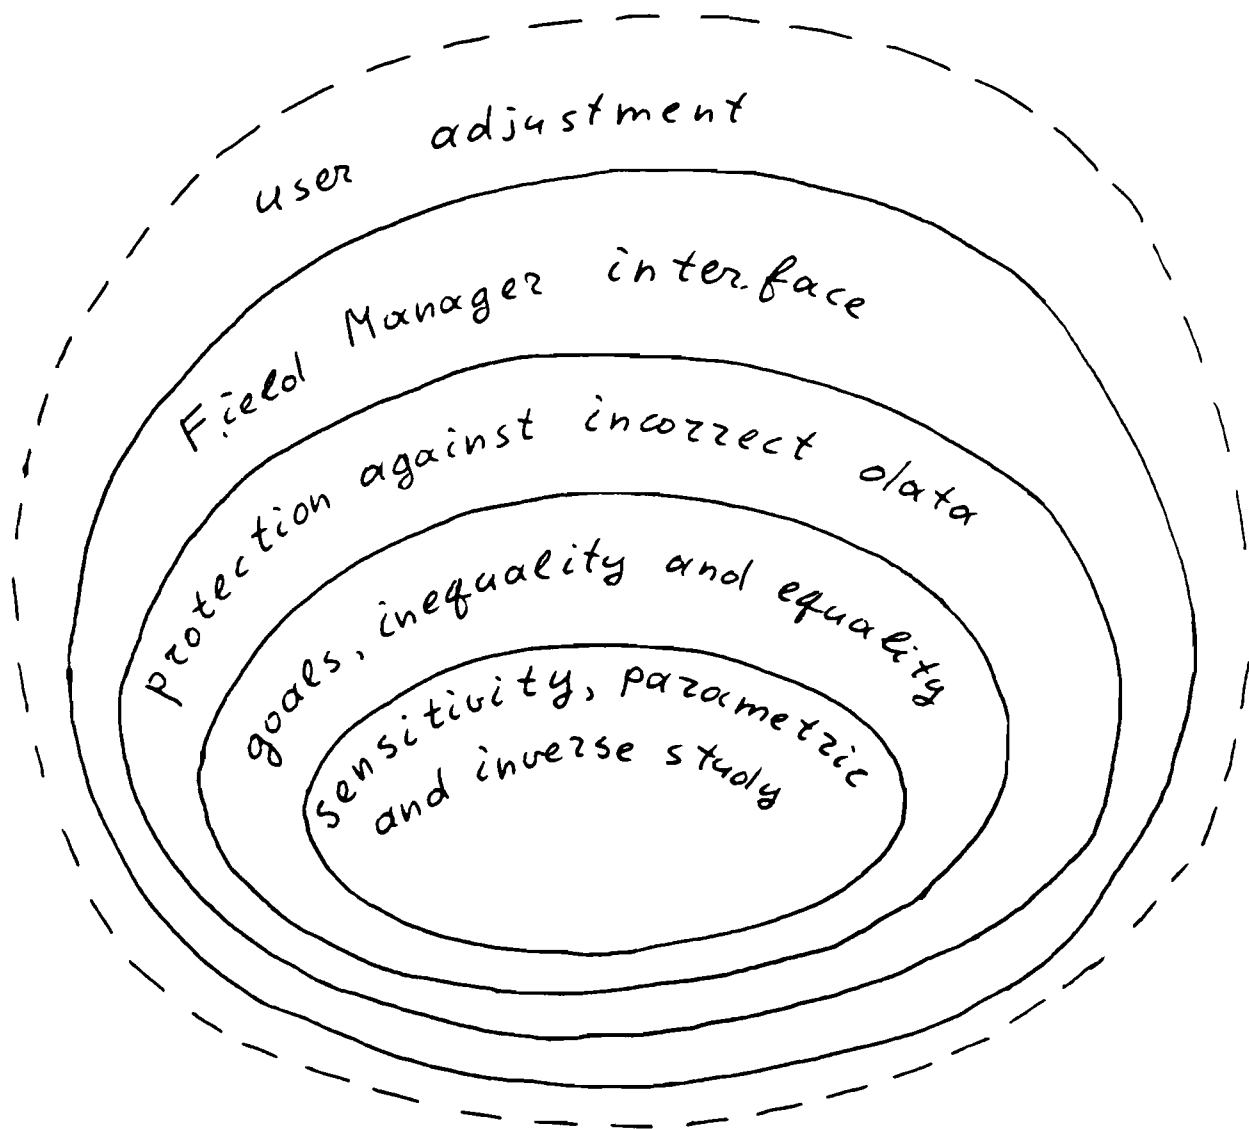 user adjustment
Field Manager interface
protection against incorrect data
goals, inequality and equality
sensitivity, parametric
and inverse study